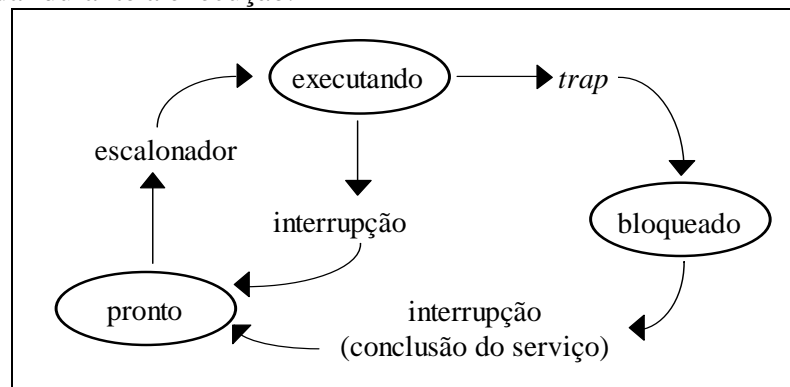 executando
trap
escalonador
interrupção
bloqueado
pronto
interrupção
(conclusão do serviço)